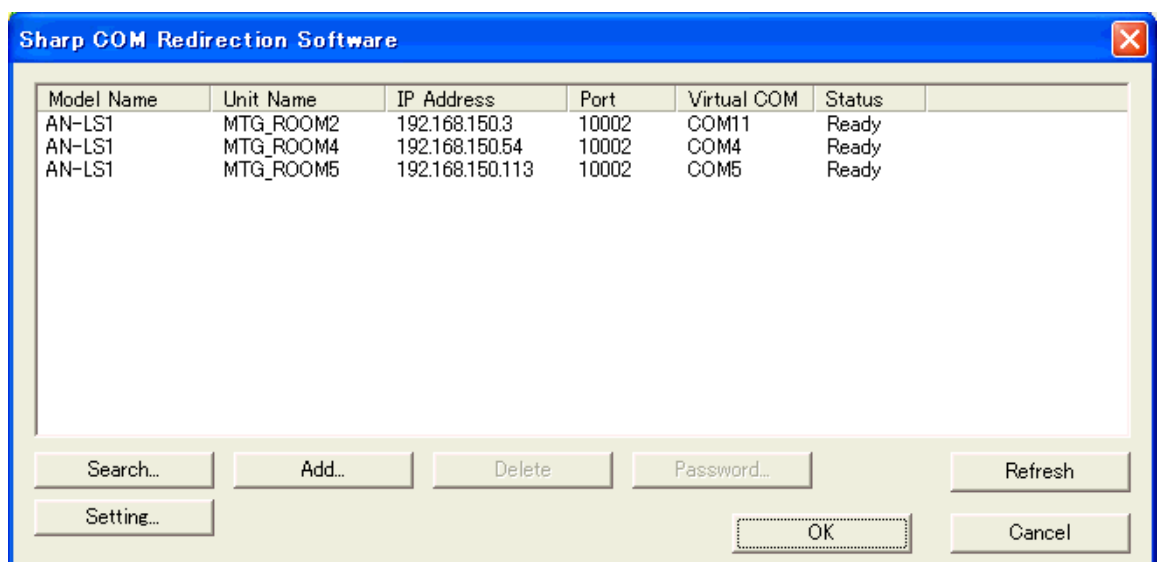 Sharp COM Redirection Software
Model Name Unit Name IP Address Port Virtual COM Status
AN-LS1 MTG_ROOM2 192.168.150.3 10002 COM11 Ready
AN-LS1 MTG_ROOM4 192.168.150.54 10002 COM4 Ready
AN-LS1 MTG_ROOM5 192.168.150.113 10002 COM5 Ready
Search... Add... Delete Password... Refresh
Setting... OK Cancel